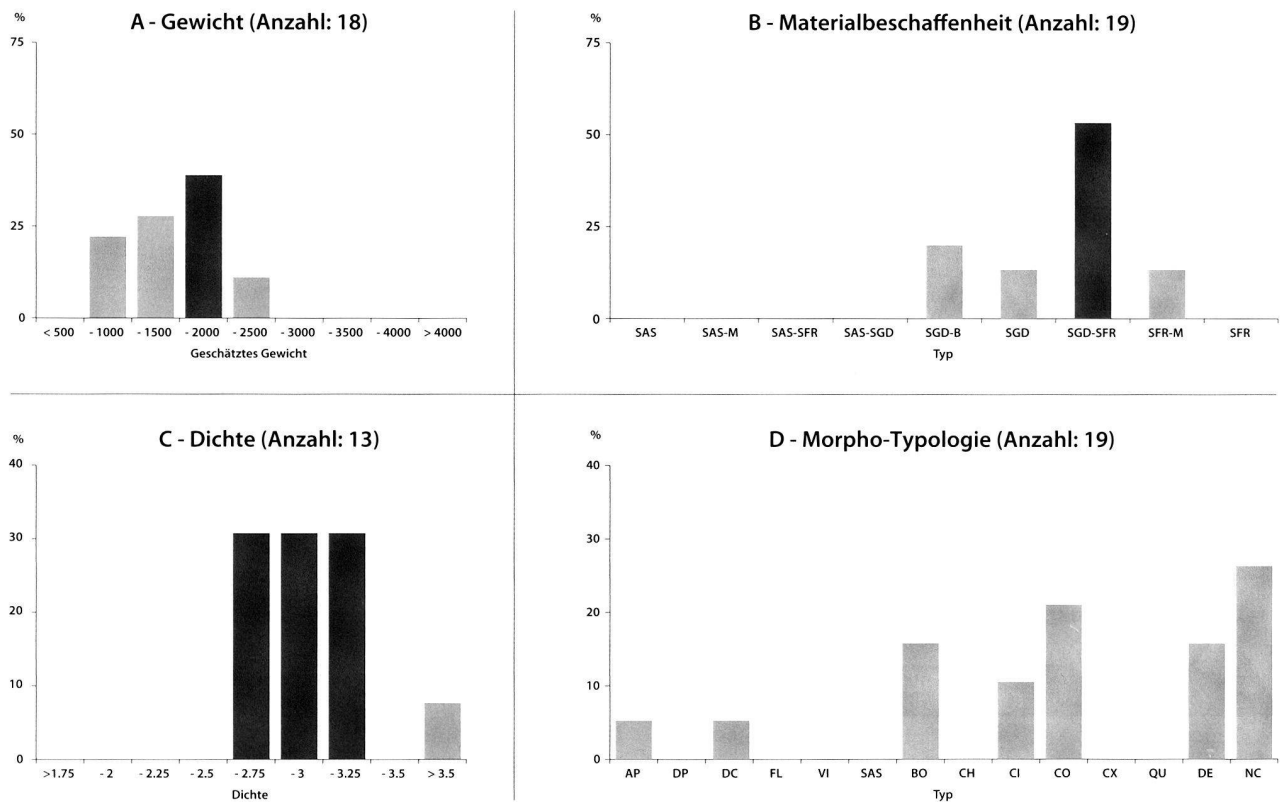 A - Gewicht (Anzahl: 18)
%
75
50
25
0
< 500 - 1000 - 1500 - 2000 - 2500 - 3000 - 3500 - 4000 > 4000
Geschätztes Gewicht
B - Materialbeschaffenheit (Anzahl: 19)
%
75
50
25
0
SAS SAS-M SAS-SFR SAS-SGD SGD-B SGD SGD-SFR SFR-M SFR
Typ
C - Dichte (Anzahl: 13)
%
40
30
20
10
0
>1.75 - 2 - 2.25 - 2.5 - 2.75 - 3 - 3.25 - 3.5 > 3.5
Dichte
D - Morpho-Typologie (Anzahl: 19)
%
40
30
20
10
0
AP DP DC FL VI SAS BO CH CI CO CX QU DE NC
Typ